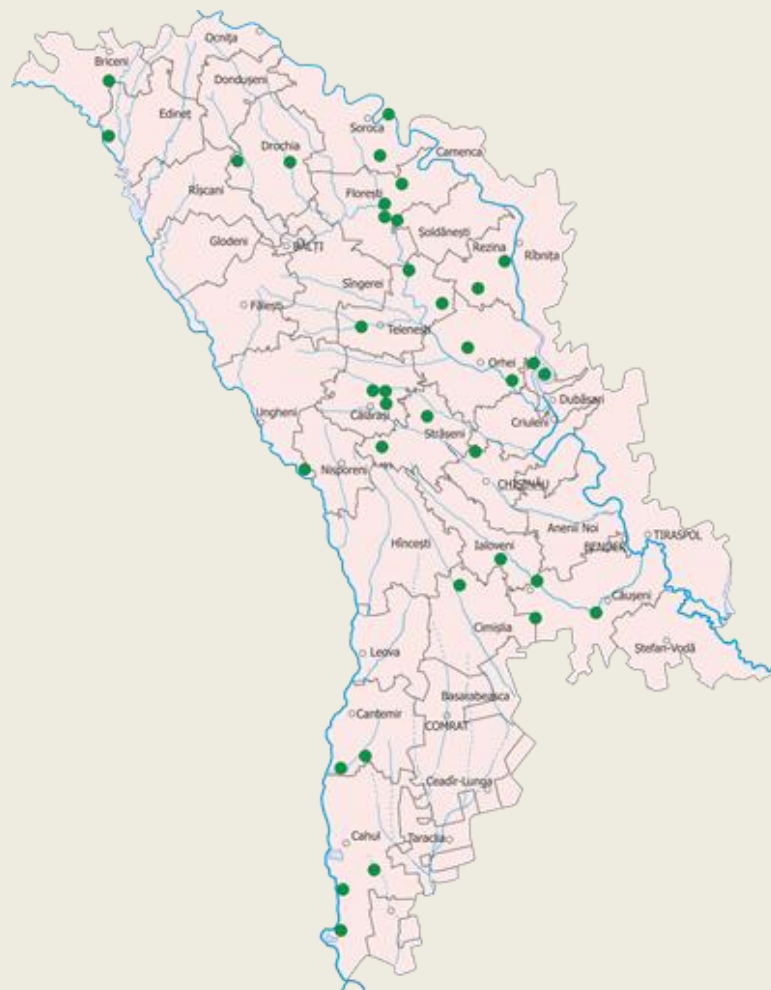 Ocnița
Briceni
Dondușeni
Edineț
Soroca
Drochia
Camenca
Rîșcani
Florești
Șoldănești
Glodeni
BĂLȚI
Rezina
Rîbnița
Sîngerei
Fălești
Telenești
Orhei
Dubăsari
Ungheni
Călărași
Criuleni
Strășeni
Nisporeni
CHIȘINĂU
Anenii Noi
TIRASPOL
Hîncești
Ialoveni
BENDER
Căușeni
Cimișlia
Ștefan-Vodă
Leova
Basarabeasca
Cantemir
COMRAT
Ceadîr-Lunga
Cahul
Taraclia